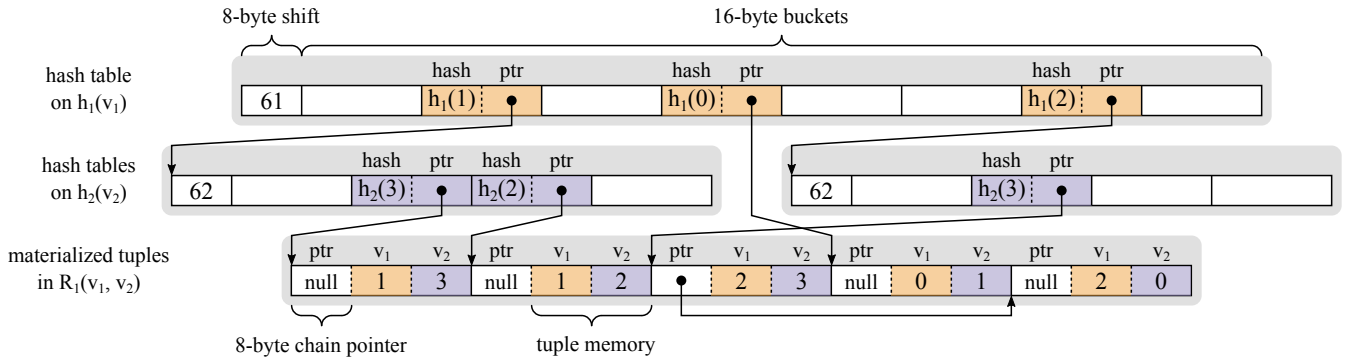 8-byte shift 16-byte buckets
hash ptr hash ptr hash ptr
hash table
on h₁(v₁)
61 h₁(1) h₁(0) h₁(2)
hash ptr hash ptr hash ptr
hash tables
on h₂(v₂)
62 h₂(3) h₂(2) 62 h₂(3)
ptr v₁ v₂ ptr v₁ v₂ ptr v₁ v₂ ptr v₁ v₂ ptr v₁ v₂
materialized tuples
in R₁(v₁, v₂)
null 1 3 null 1 2 2 3 null 0 1 null 2 0
8-byte chain pointer tuple memory